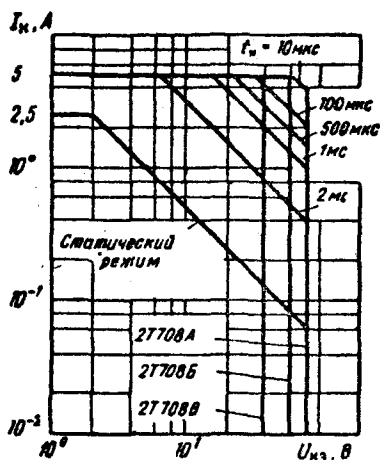 Iк, А
tи = 10мкс
5
2,5
100мкс
500мкс
1мс
10⁰
2мс
Статический
режим
10⁻¹
2Т708А
2Т708Б
2Т708В
10⁻²
10⁰
10¹
Uкэ, В